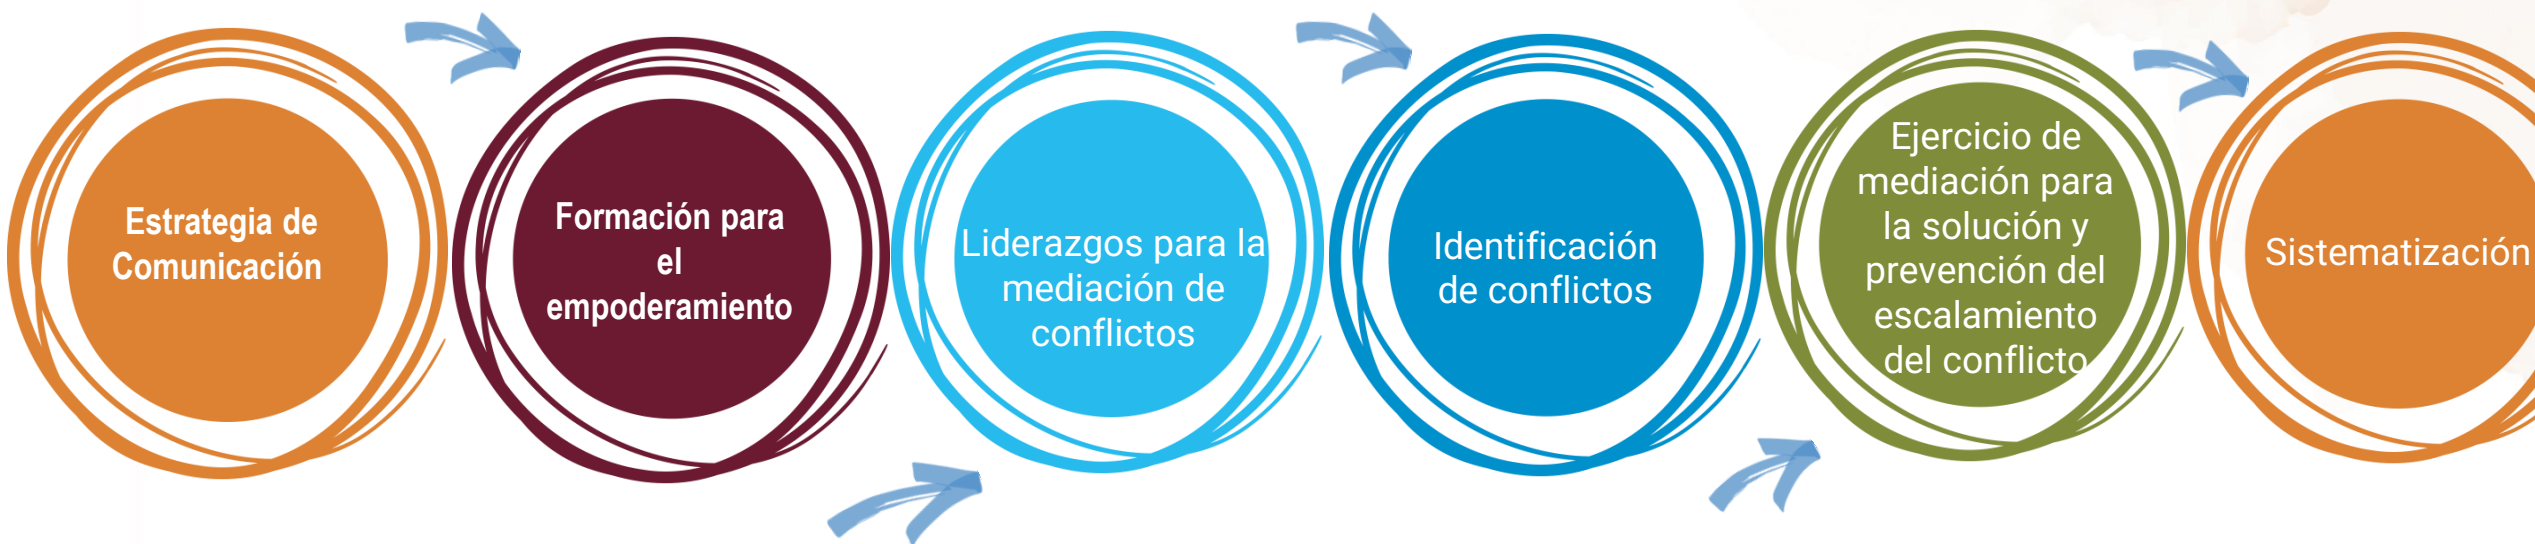 Estrategia de
Comunicación
Formación para
el
empoderamiento
Liderazgos para la
mediación de
conflictos
Identificación
de conflictos
Ejercicio de
mediación para
la solución y
prevención del
escalamiento
del conflicto
Sistematización